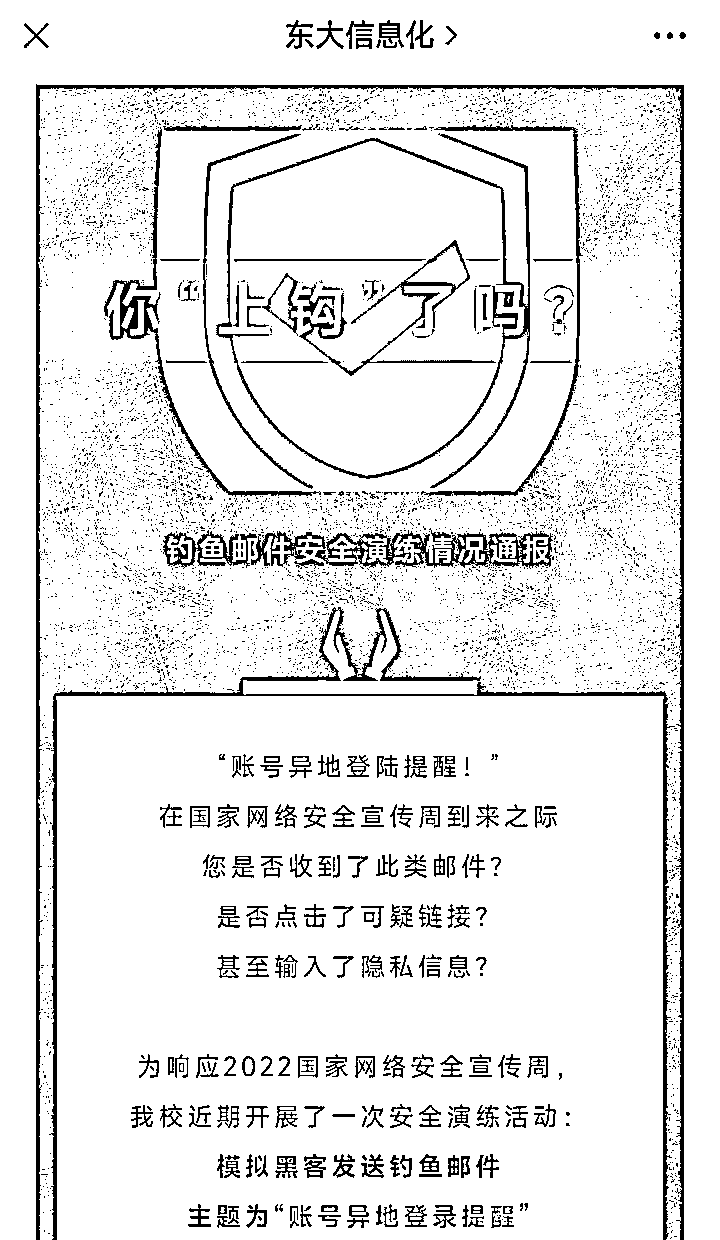 东大信息化
你“上钩”了吗？
钓鱼邮件安全演练情况通报
“账号异地登陆提醒！”
在国家网络安全宣传周到来之际
您是否收到了此类邮件？
是否点击了可疑链接？
甚至输入了隐私信息？
为响应2022国家网络安全宣传周，
我校近期开展了一次安全演练活动：
模拟黑客发送钓鱼邮件
主题为“账号异地登录提醒”